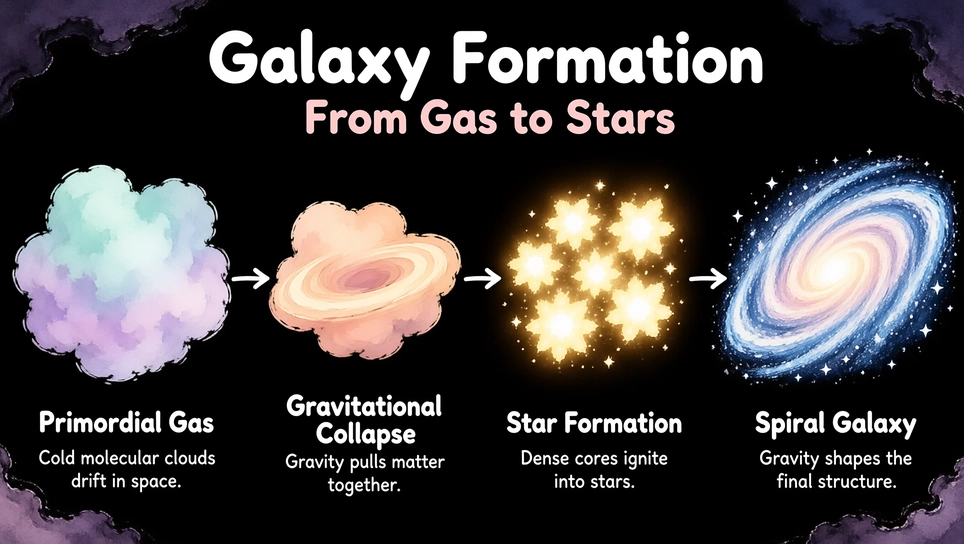 Galaxy Formation
From Gas to Stars
Primordial Gas
Cold molecular clouds
drift in space.
Gravitational
Collapse
Gravity pulls matter
together.
Star Formation
Dense cores ignite
into stars.
Spiral Galaxy
Gravity shapes the
final structure.